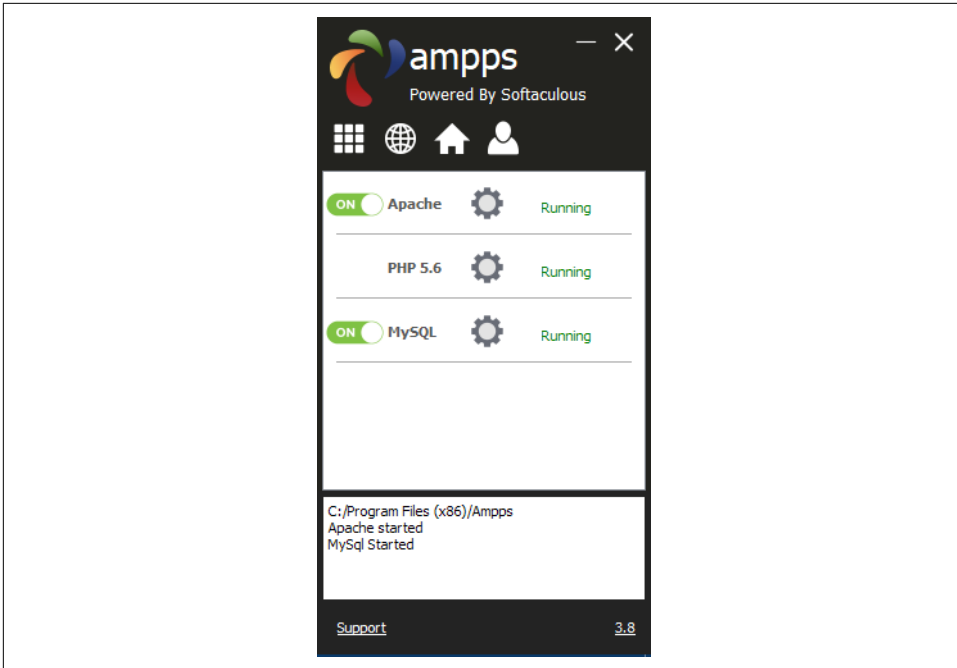 ampps
Powered By Softaculous
ON Apache Running
PHP 5.6 Running
ON MySQL Running
C:/Program Files (x86)/Ampps
Apache started
MySql Started
Support 3.8